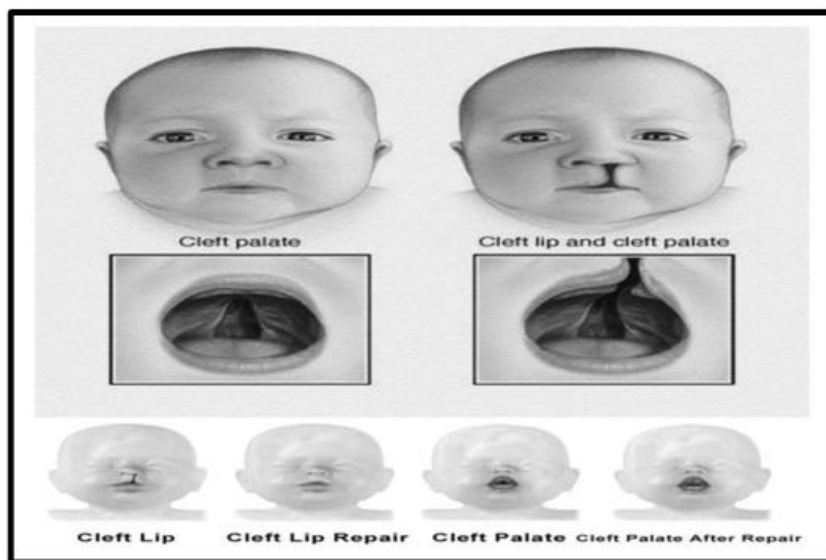 Cleft palate
Cleft lip and cleft palate
Cleft Lip
Cleft Lip Repair
Cleft Palate
Cleft Palate After Repair